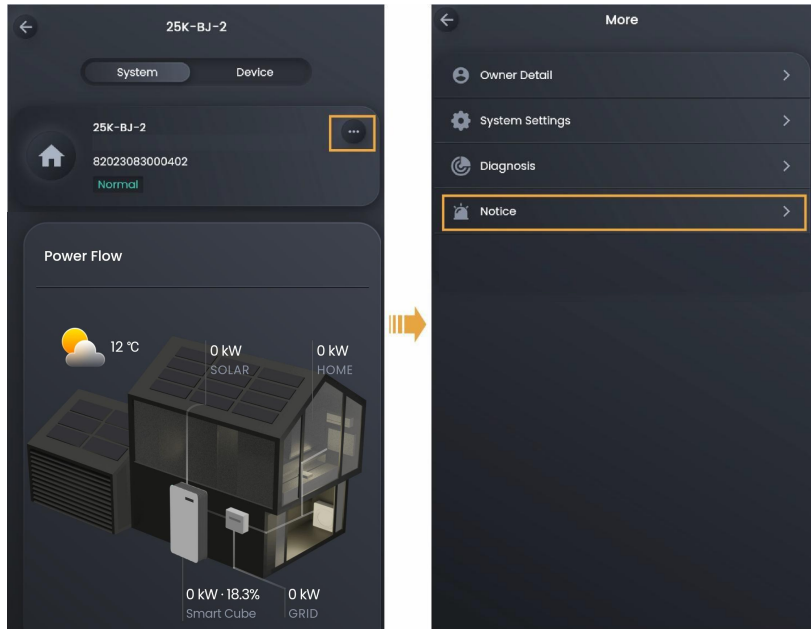 25K-BJ-2
System Device
25K-BJ-2
82023083000402
Normal
Power Flow
12 ℃
0 kW
SOLAR
0 kW
HOME
0 kW · 18.3%
Smart Cube
0 kW
GRID
More
Owner Detail
System Settings
Diagnosis
Notice